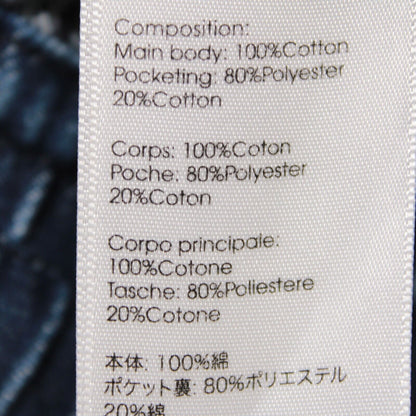 Composition:
Main body: 100%Cotton
Pocketing: 80%Polyester
20%Cotton
Corps: 100%Coton
Poche: 80%Polyester
20%Coton
Corpo principale:
100%Cotone
Tasche: 80%Poliestere
20%Cotone
本体: 100%綿
ポケット裏: 80%ポリエステル
20%綿